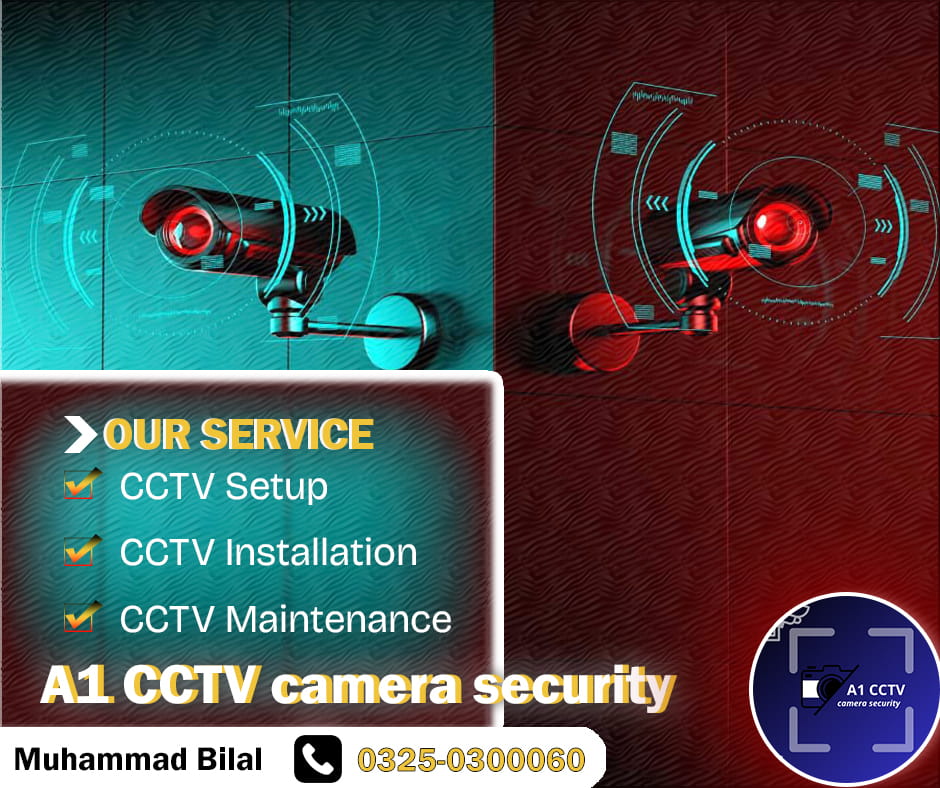 OUR SERVICE
CCTV Setup
CCTV Installation
CCTV Maintenance
A1 CCTV camera security
Muhammad Bilal
0325-0300060
A1 CCTV
camera security